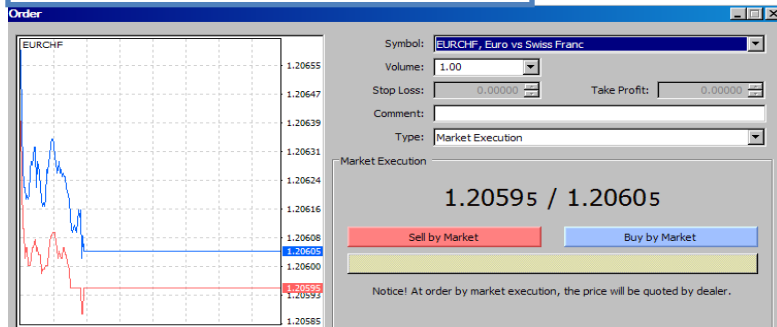 Order
EURCHF
1.20655
1.20647
1.20639
1.20631
1.20624
1.20616
1.20608
1.20605
1.20600
1.20595
1.20593
1.20585
Symbol: EURCHF, Euro vs Swiss Franc
Volume: 1.00
Stop Loss: 0.00000 Take Profit: 0.00000
Comment:
Type: Market Execution
Market Execution
1.20595 / 1.20605
Sell by Market Buy by Market
Notice! At order by market execution, the price will be quoted by dealer.